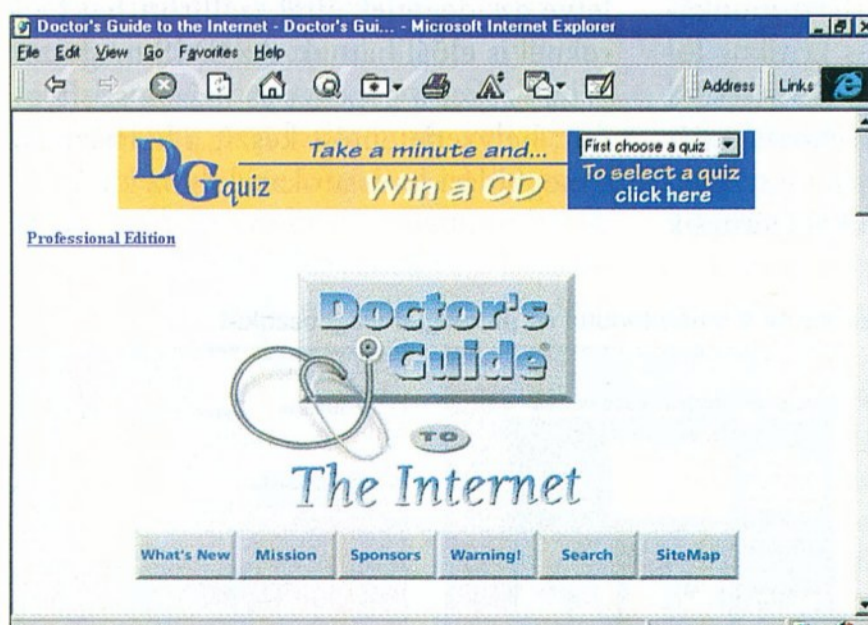 Doctor's Guide to the Internet - Doctor's Gui... - Microsoft Internet Explorer
File Edit View Go Favorites Help
Address Links
DGquiz Take a minute and... First choose a quiz
Win a CD To select a quiz
click here
Professional Edition
Doctor's
Guide®
TO
The Internet
What's New Mission Sponsors Warning! Search SiteMap